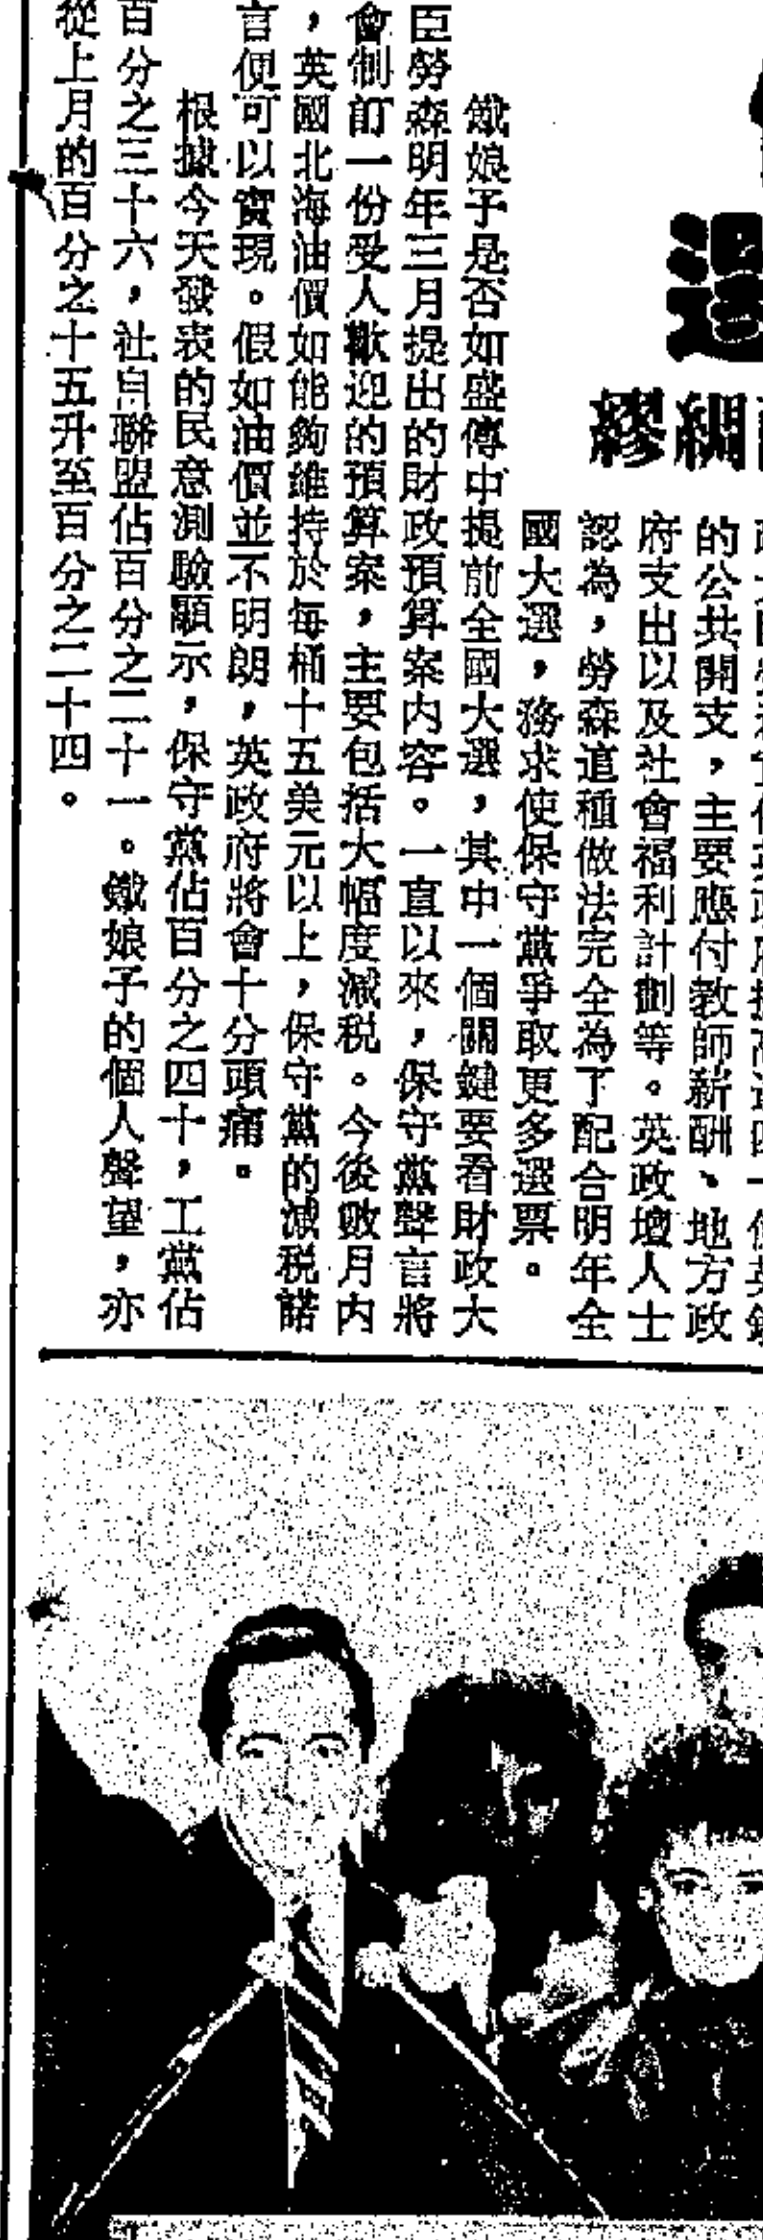 選
綢繆
的公共開支，主要應付教師薪酬、地方政
府支出以及社會福利計劃等。英政壇人士
認為，勞森這種做法完全為了配合明年全
國大選，務求使保守黨爭取更多選票。
鐵娘子是否如盛傳中提前全國大選，其中一個關鍵要看財政大
臣勞森明年三月提出的財政預算案内容。一直以來，保守黨聲言將
會制訂一份受人歡迎的預算案，主要包括大幅度減税。今後數月内
，英國北海油價如能夠維持於每桶十五美元以上，保守黨的減税諾
言便可以實現。假如油價並不明朗，英政府將會十分頭痛。
根據今天發表的民意測驗顯示，保守黨佔百分之四十，工黨佔
百分之三十六，社自聯盟佔百分之二十一。鐵娘子的個人聲望，亦
從上月的百分之十五升至百分之二十四。